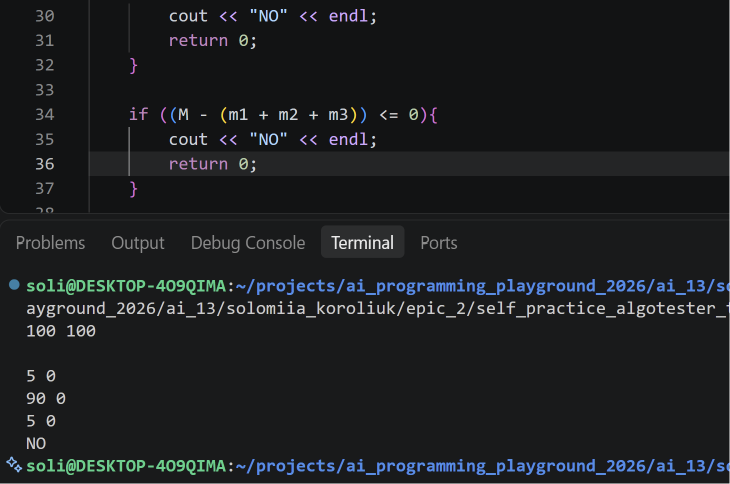 30 cout << "NO" << endl;
31 return 0;
32 }
33
34 if ((M - (m1 + m2 + m3)) <= 0){
35 cout << "NO" << endl;
36 return 0;
37 }
38
Problems Output Debug Console Terminal Ports
soli@DESKTOP-4O9QIMA:~/projects/ai_programming_playground_2026/ai_13/so
ayground_2026/ai_13/solomiia_koroliuk/epic_2/self_practice_algotester_
100 100
5 0
90 0
5 0
NO
soli@DESKTOP-4O9QIMA:~/projects/ai_programming_playground_2026/ai_13/so